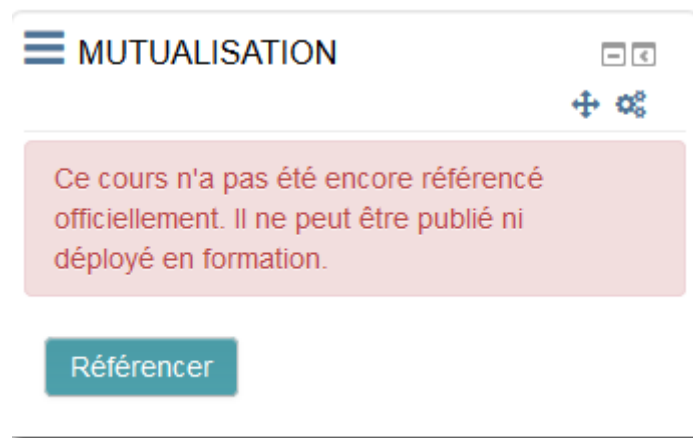 MUTUALISATION
Ce cours n'a pas été encore référencé
officiellement. Il ne peut être publié ni
déployé en formation.
Référencer